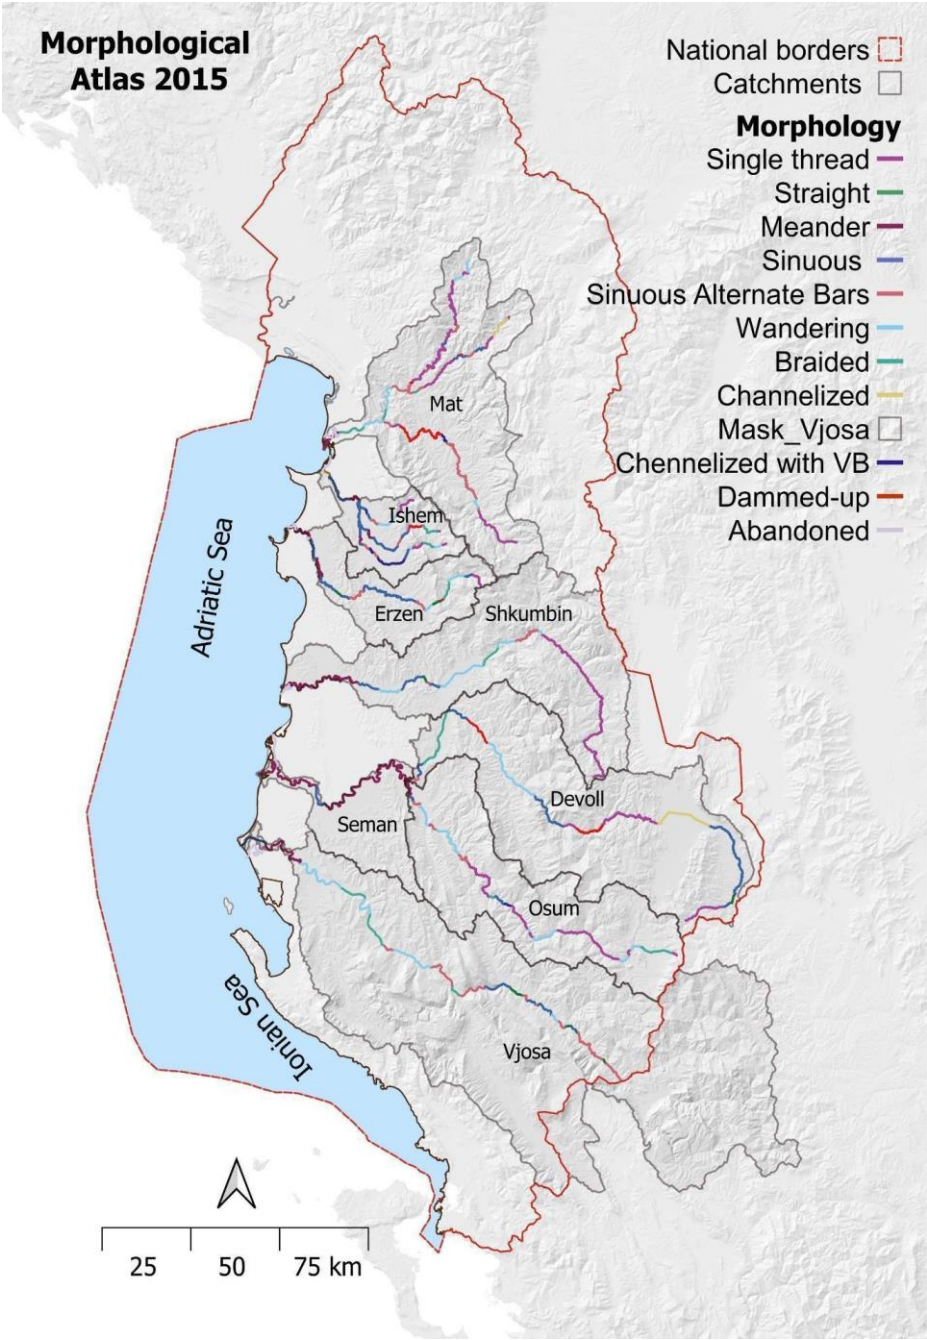 Morphological
Atlas 2015
National borders
Catchments
Morphology
Single thread
Straight
Meander
Sinuous
Sinuous Alternate Bars
Wandering
Braided
Channelized
Mask_Vjosa
Chennelized with VB
Dammed-up
Abandoned
Mat
Ishem
Erzen
Shkumbin
Adriatic Sea
Devoll
Seman
Osum
Vjosa
Ionian Sea
25 50 75 km